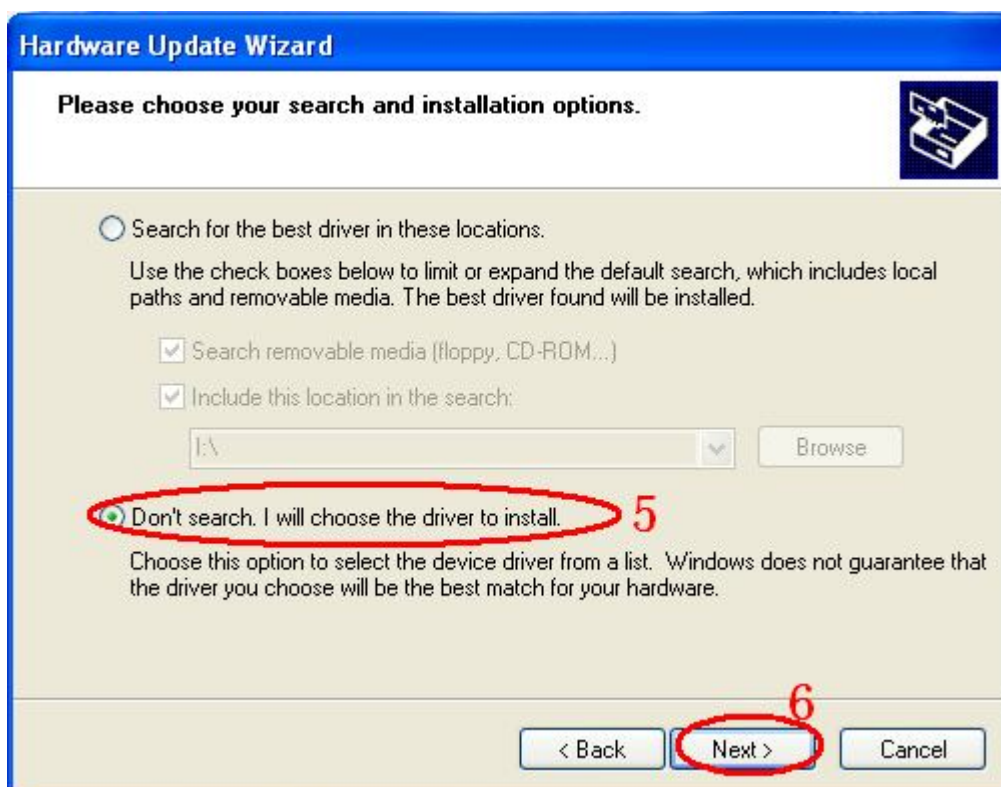 Hardware Update Wizard
Please choose your search and installation options.
Search for the best driver in these locations.
Use the check boxes below to limit or expand the default search, which includes local
paths and removable media. The best driver found will be installed.
Search removable media (floppy, CD-ROM...)
Include this location in the search:
I:\
Browse
Don't search. I will choose the driver to install. 5
Choose this option to select the device driver from a list. Windows does not guarantee that
the driver you choose will be the best match for your hardware.
6
< Back Next > Cancel